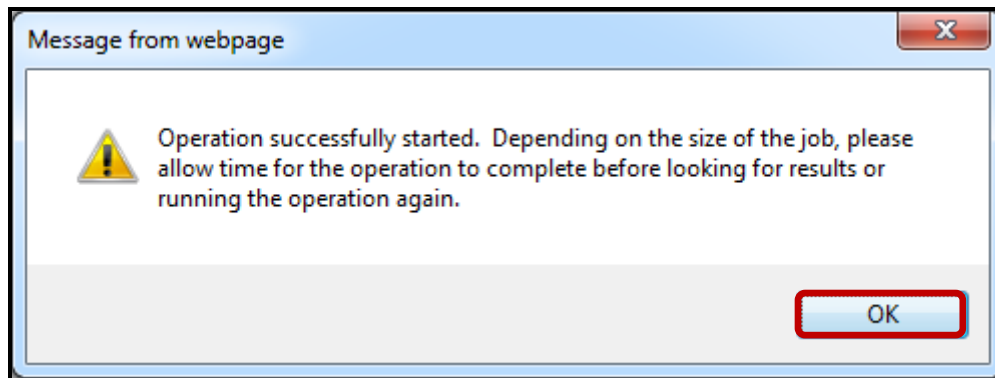 Message from webpage
Operation successfully started.  Depending on the size of the job, please
allow time for the operation to complete before looking for results or
running the operation again.
OK